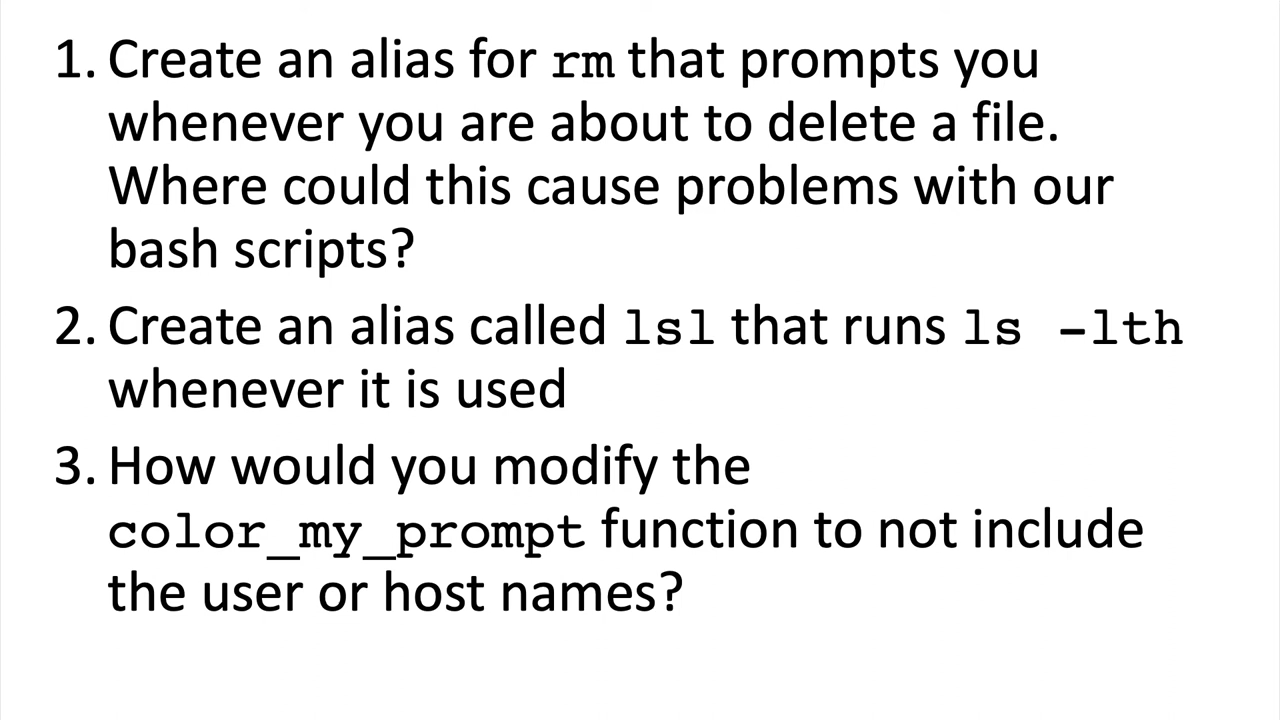 1. Create an alias for rm that prompts you
whenever you are about to delete a file.
Where could this cause problems with our
bash scripts?
2. Create an alias called lsl that runs ls –lth
whenever it is used
3. How would you modify the
color_my_prompt function to not include
the user or host names?